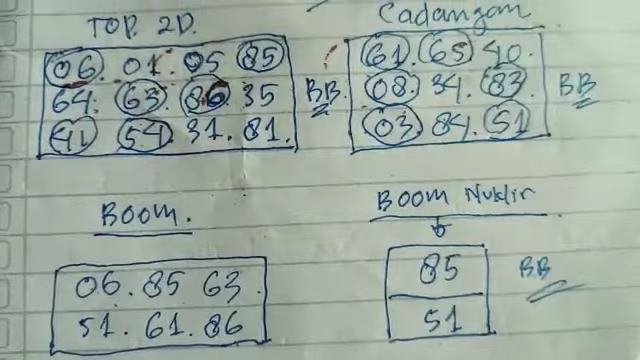 TOP. 2D.
06. 01. 05 85
64. 63. 86. 35 BB.
41 54. 31. 81.
Cadangan
61. 65 40.
08. 34. 83. BB
03. 84. 51
BOOM.
06. 85 63.
51. 61. 86
BOOM Nuklir
85 BB
51